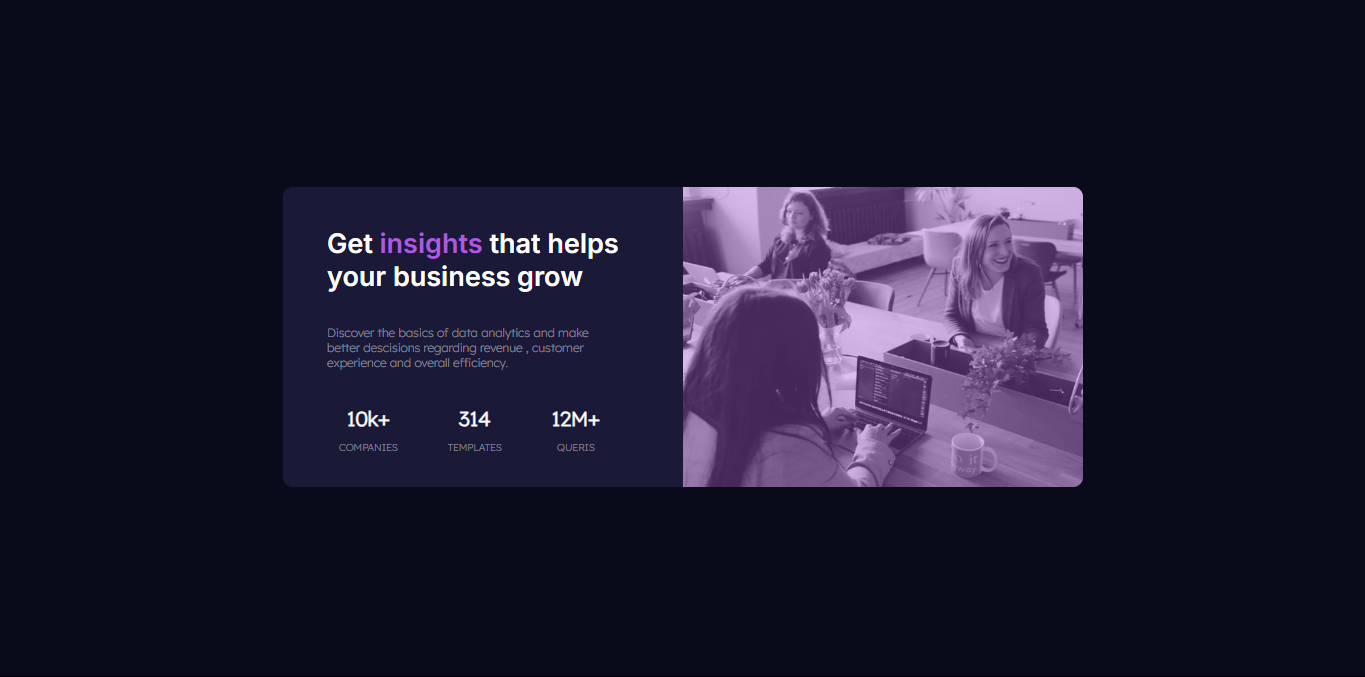 Get insights that helps
your business grow
Discover the basics of data analytics and make
better descisions regarding revenue , customer
experience and overall efficiency.
10k+ 314 12M+
COMPANIES TEMPLATES QUERIS